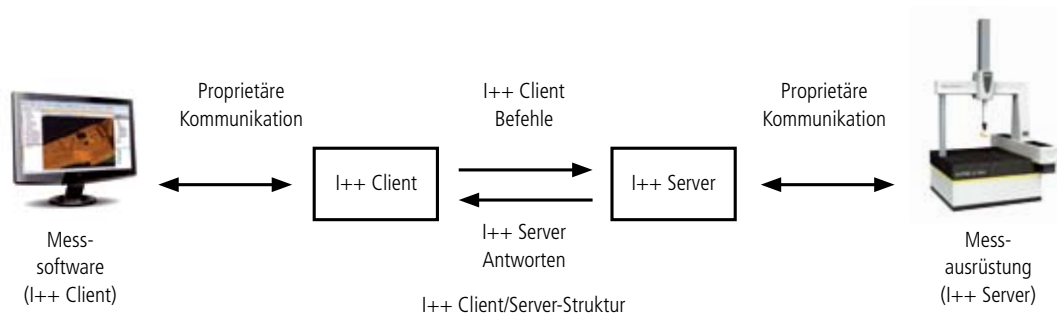 Proprietäre
Kommunikation
I++ Client
Befehle
Proprietäre
Kommunikation
I++ Client
I++ Server
I++ Server
Antworten
Mess-
software
(I++ Client)
Mess-
ausrüstung
(I++ Server)
I++ Client/Server-Struktur